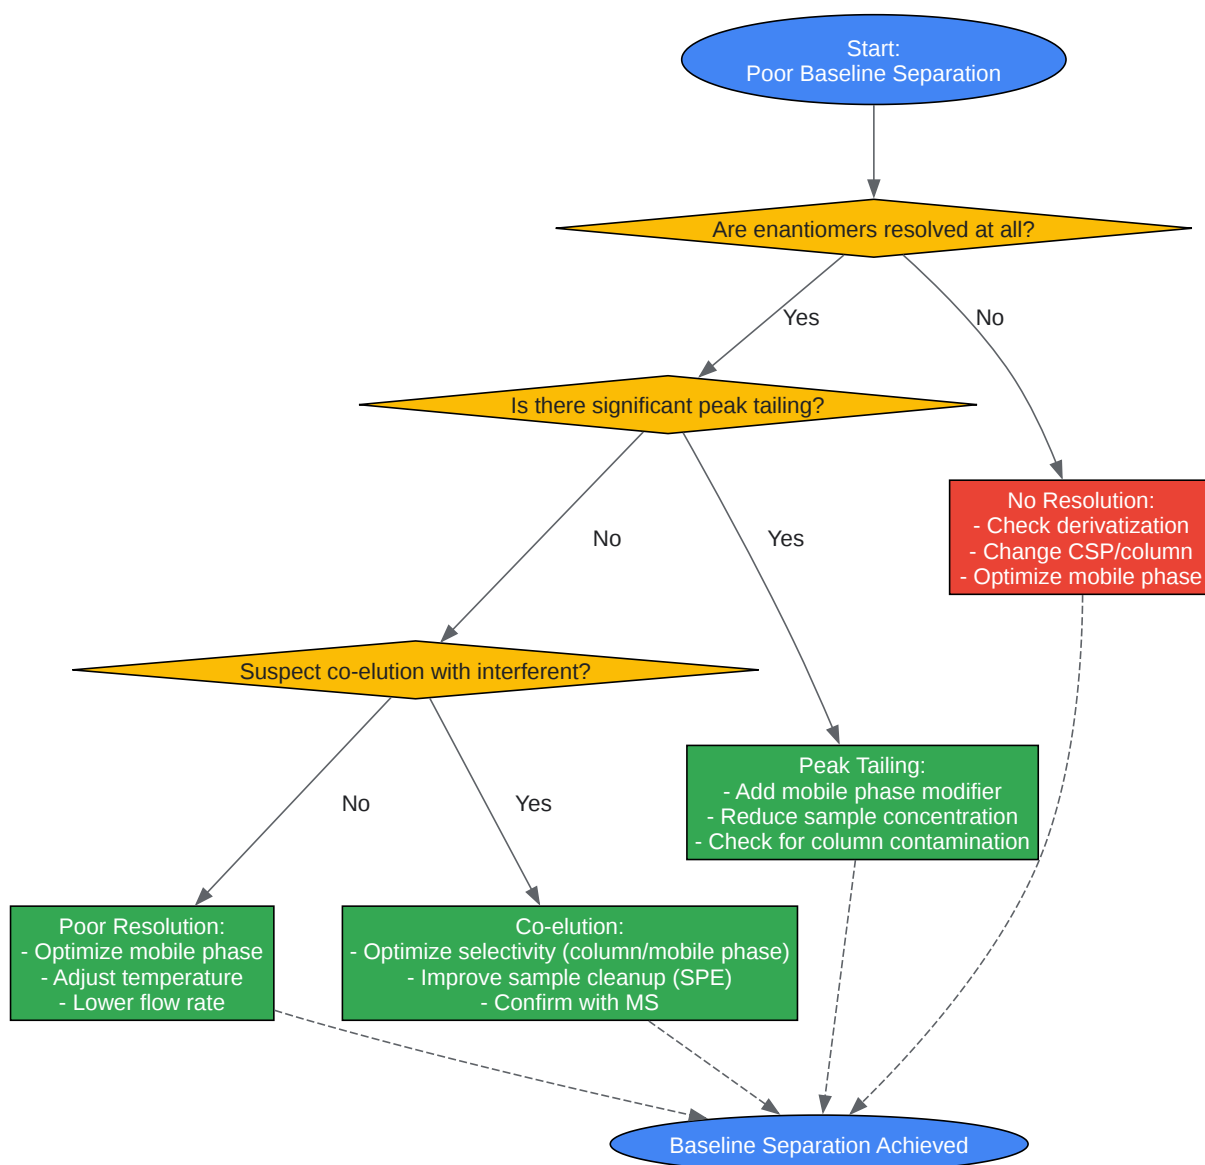 Start:
Poor Baseline Separation
Are enantiomers resolved at all?
Yes
No
Is there significant peak tailing?
No Resolution:
- Check derivatization
- Change CSP/column
- Optimize mobile phase
No
Yes
Suspect co-elution with interferent?
Peak Tailing:
- Add mobile phase modifier
- Reduce sample concentration
- Check for column contamination
No
Yes
Poor Resolution:
- Optimize mobile phase
- Adjust temperature
- Lower flow rate
Co-elution:
- Optimize selectivity (column/mobile phase)
- Improve sample cleanup (SPE)
- Confirm with MS
Baseline Separation Achieved